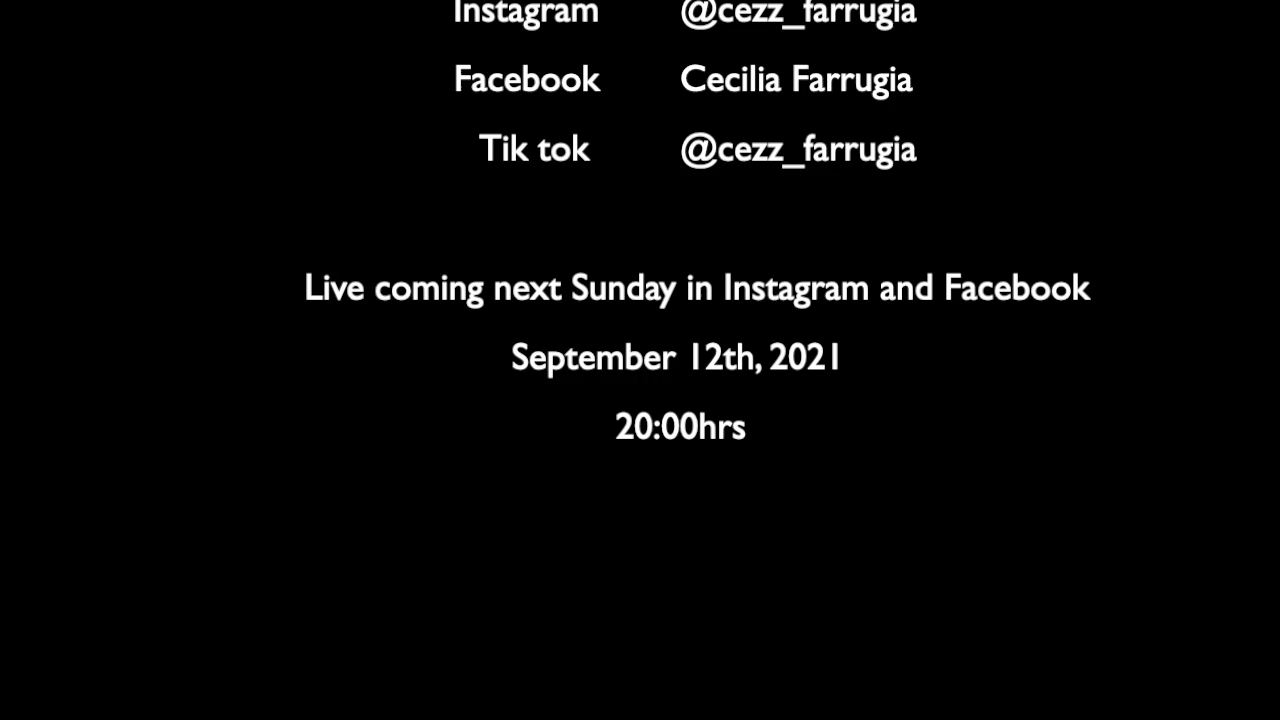 Instagram @cezz_farrugia
Facebook Cecilia Farrugia
Tik tok @cezz_farrugia
Live coming next Sunday in Instagram and Facebook
September 12th, 2021
20:00hrs